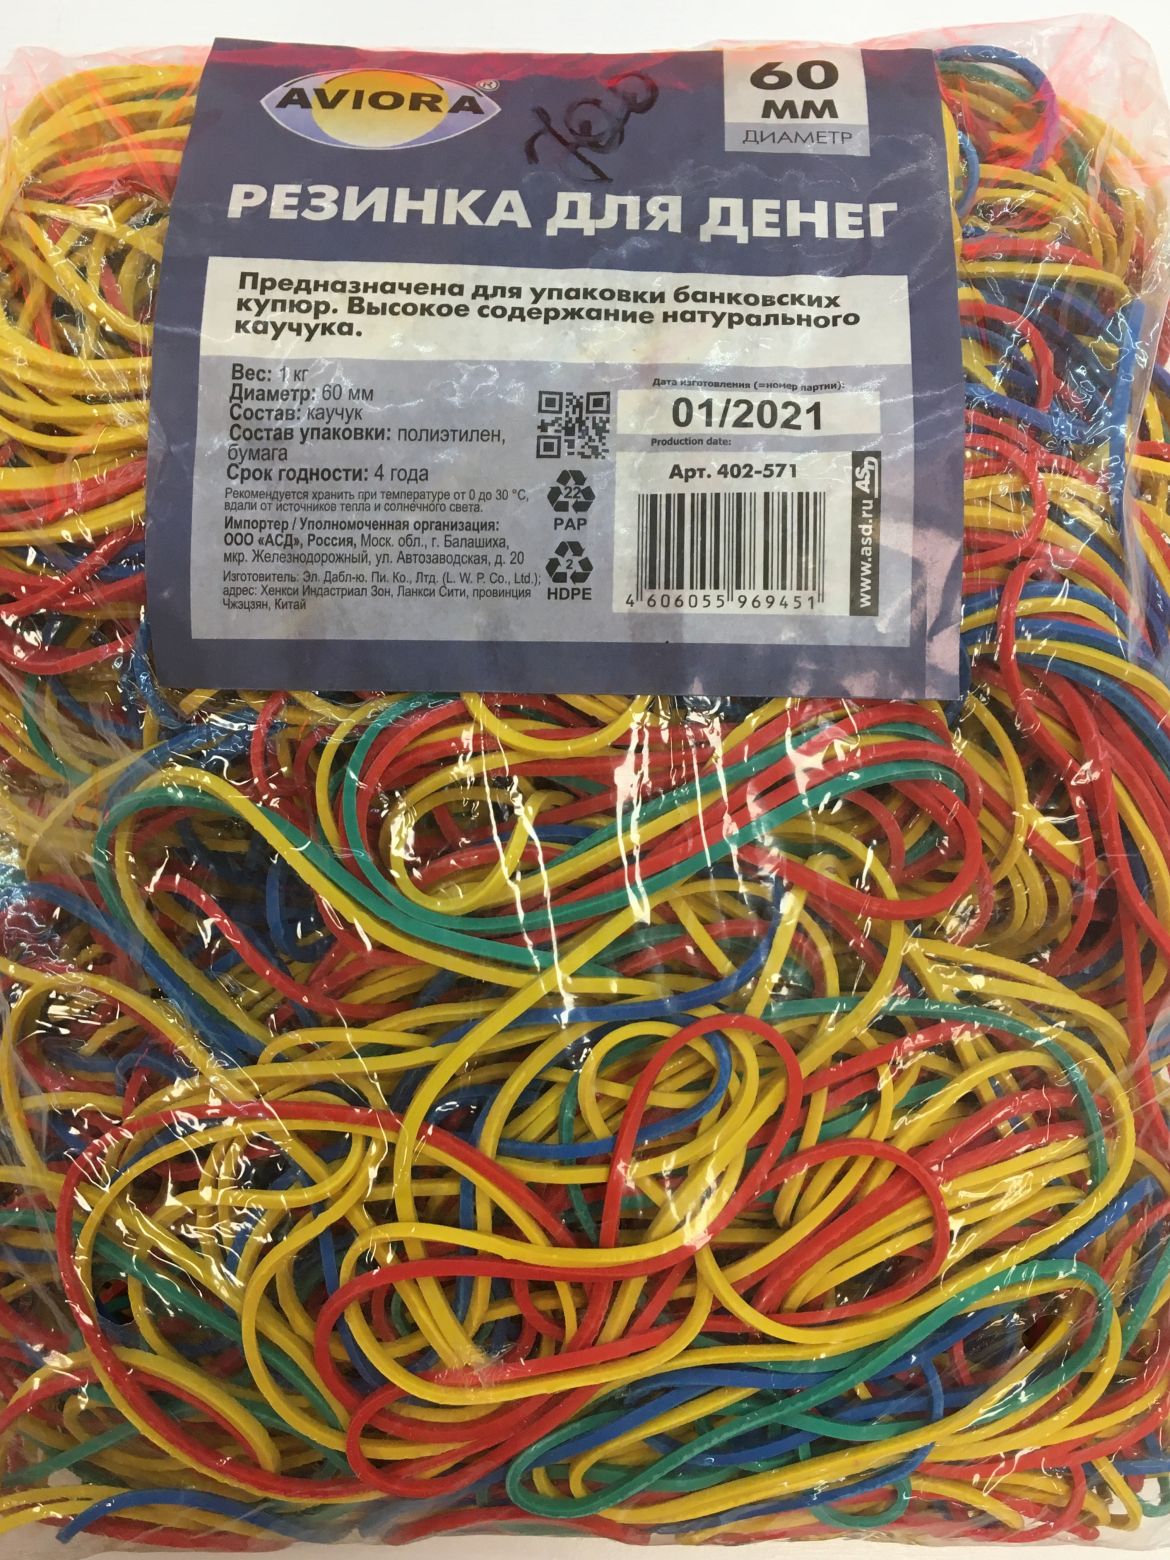 AVIORA®
60
мм
ДИАМЕТР
РЕЗИНКА ДЛЯ ДЕНЕГ
Предназначена для упаковки банковских
купюр. Высокое содержание натурального
каучука.
Вес: 1 кг
Диаметр: 60 мм
Состав: каучук
Состав упаковки: полиэтилен,
бумага
Срок годности: 4 года
Рекомендуется хранить при температуре от 0 до 30 °С,
вдали от источников тепла и солнечного света.
Импортер / Уполномоченная организация:
ООО «АСД», Россия, Моск. обл., г. Балашиха,
мкр. Железнодорожный, ул. Автозаводская, д. 20
Изготовитель: Эл. Дабл-ю. Пи. Ко., Лтд. (L. W. P. Co., Ltd.);
адрес: Хенкси Индастриал Зон, Ланкси Сити, провинция
Чжэцзян, Китай
22
PAP
2
HDPE
Дата изготовления (=номер партии):
01/2021
Production date:
Арт. 402-571
4 606055 969451
www.asd.ru